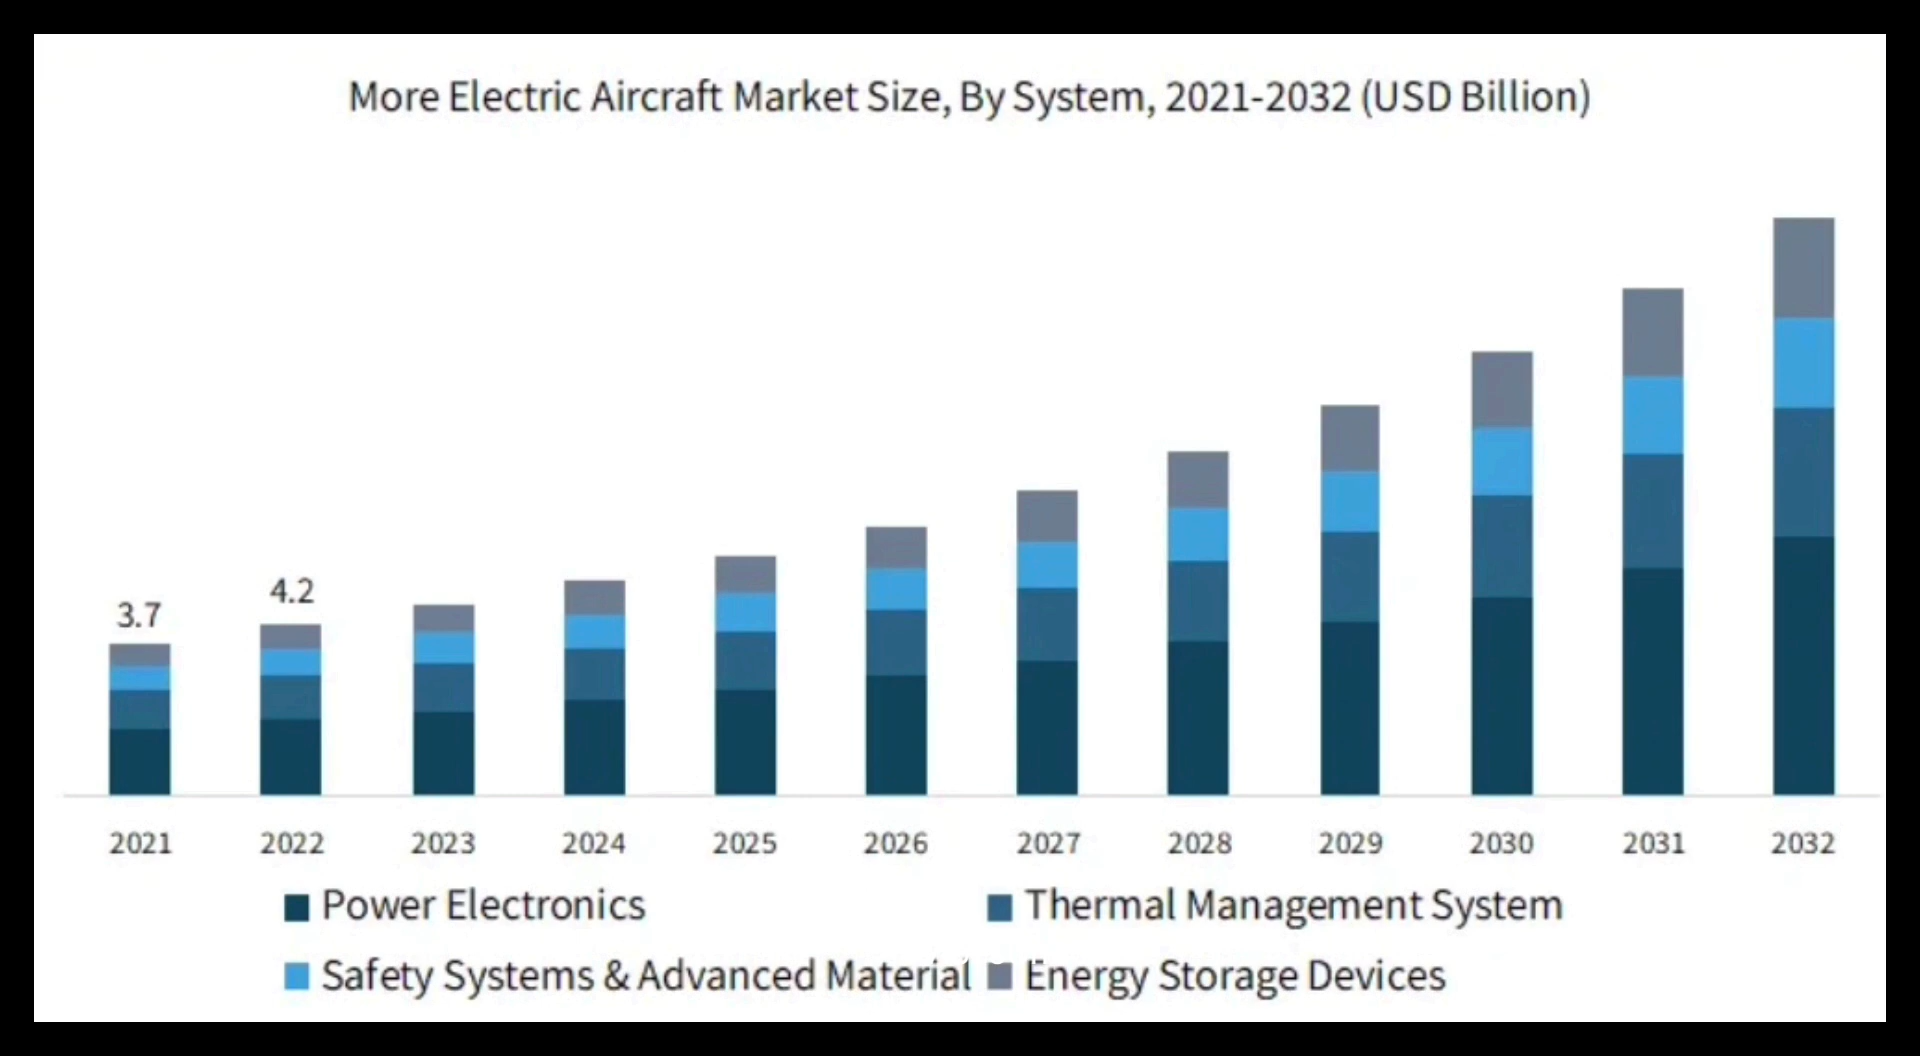 More Electric Aircraft Market Size, By System, 2021-2032 (USD Billion)
3.7
4.2
2021 2022 2023 2024 2025 2026 2027 2028 2029 2030 2031 2032
Power Electronics
Thermal Management System
Safety Systems & Advanced Material
Energy Storage Devices